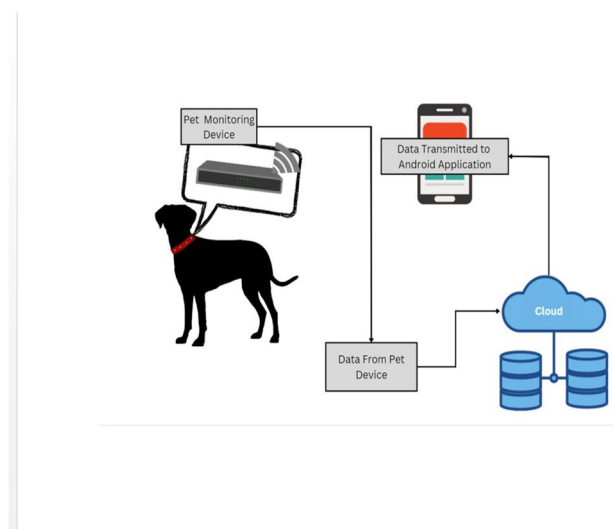 Pet Monitoring
Device
Data Transmitted to
Android Application
Cloud
Data From Pet
Device